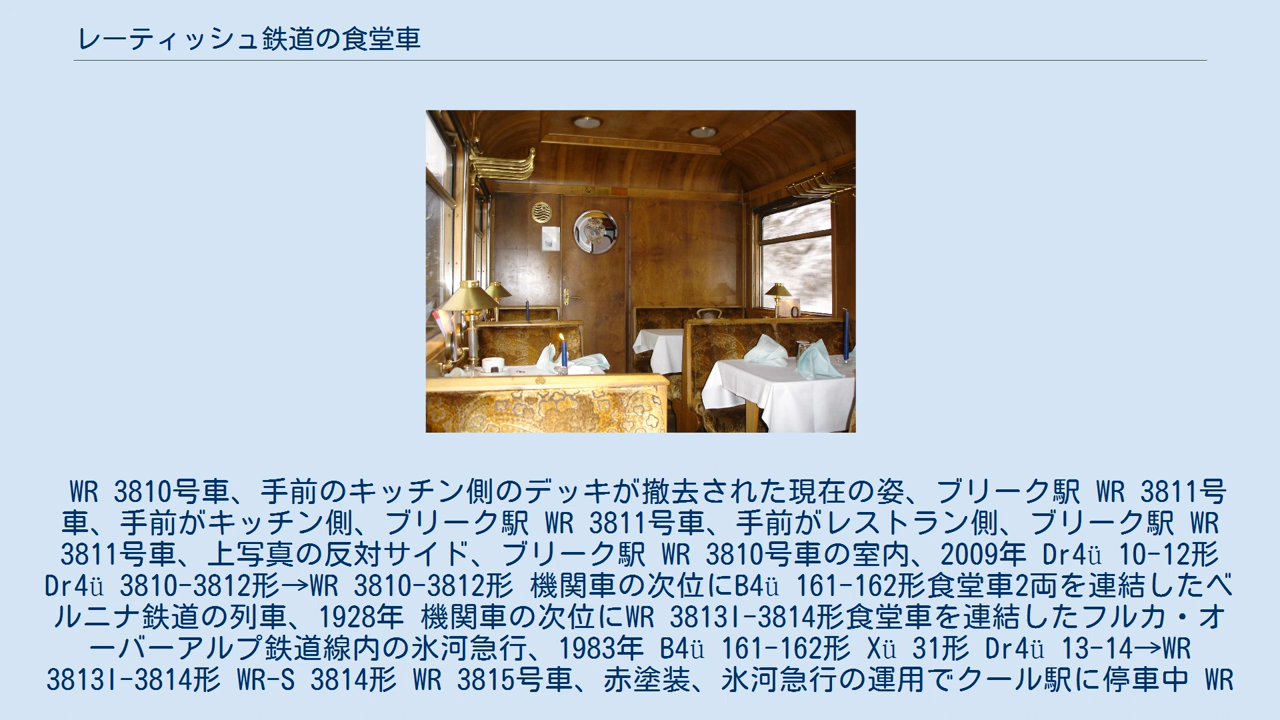 レーティッシュ鉄道の食堂車
WR 3810号車、手前のキッチン側のデッキが撤去された現在の姿、ブリーク駅 WR 3811号
車、手前がキッチン側、ブリーク駅 WR 3811号車、手前がレストラン側、ブリーク駅 WR
3811号車、上写真の反対サイド、ブリーク駅 WR 3810号車の室内、2009年 Dr4ü 10-12形
Dr4ü 3810-3812形→WR 3810-3812形 機関車の次位にB4ü 161-162形食堂車2両を連結したベ
ルニナ鉄道の列車、1928年 機関車の次位にWR 3813I-3814形食堂車を連結したフルカ・オ
ーバーアルプ鉄道線内の氷河急行、1983年 B4ü 161-162形 Xü 31形 Dr4ü 13-14→WR
3813I-3814形 WR-S 3814形 WR 3815号車、赤塗装、氷河急行の運用でクール駅に停車中 WR